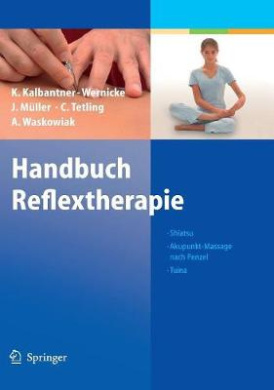 K. Kalbantner-Wernicke
J. Müller · C. Tetling
A. Waskowiak
Handbuch
Reflextherapie
· Shiatsu
· Akupunkt-Massage
nach Penzel
· Tuina
Springer